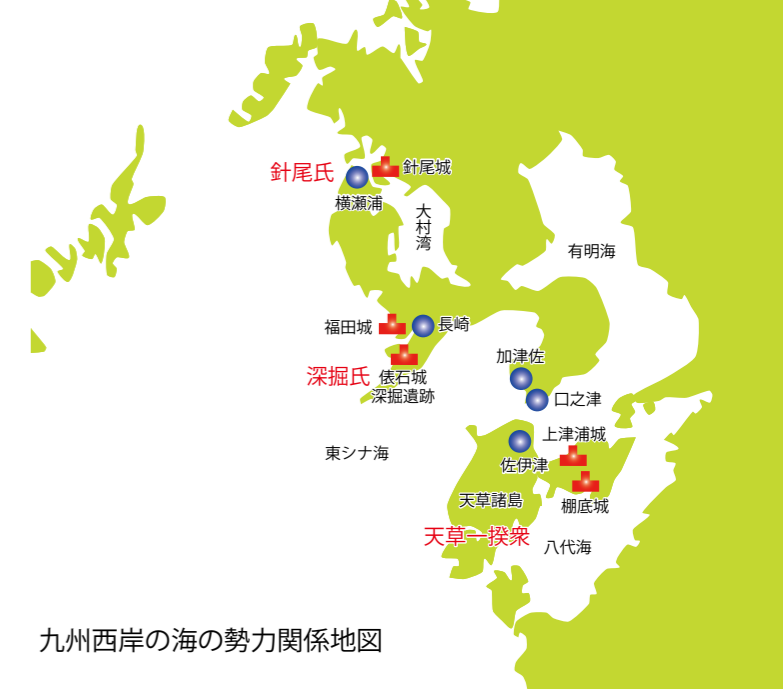 針尾氏
針尾城
横瀬浦
大村湾
有明海
福田城
長崎
加津佐
深掘氏
俵石城
深掘遺跡
口之津
上津浦城
東シナ海
佐伊津
天草諸島
棚底城
天草一揆衆
八代海
九州西岸の海の勢力関係地図